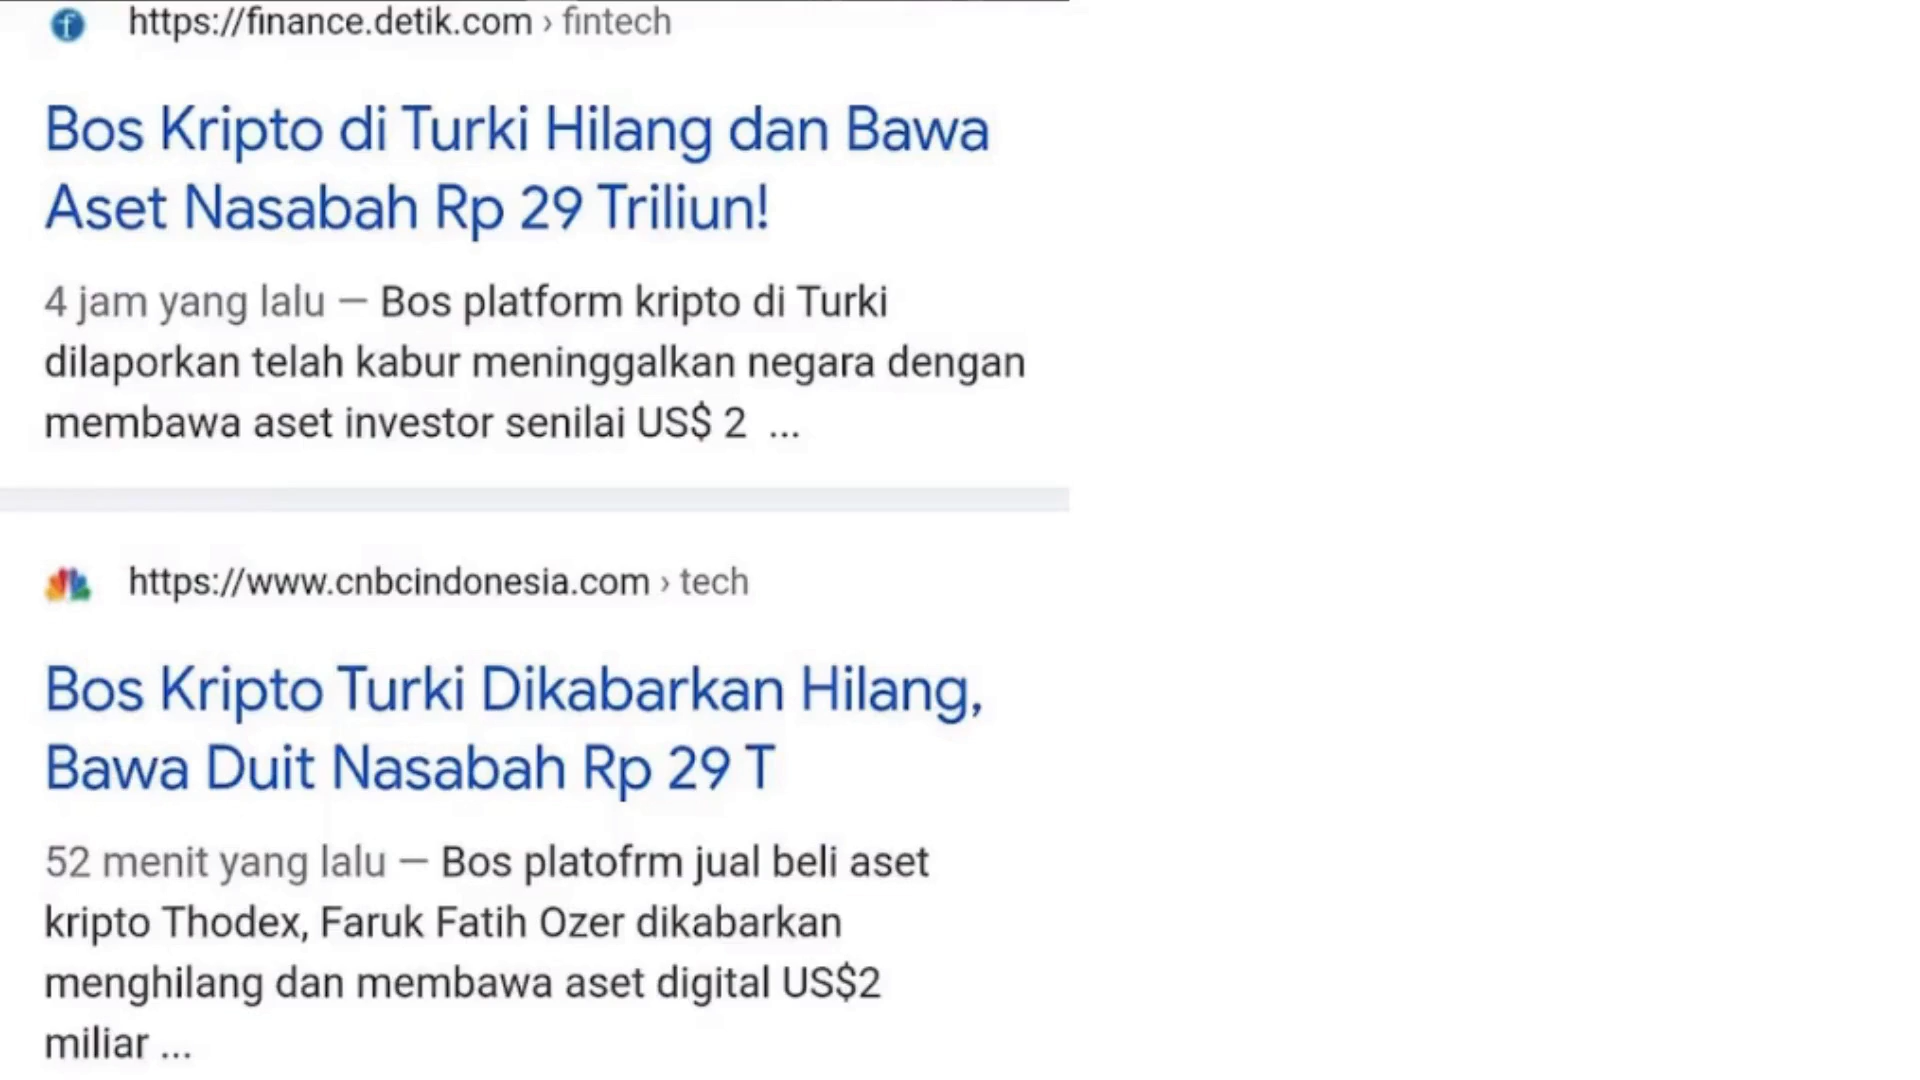 https://finance.detik.com › fintech
Bos Kripto di Turki Hilang dan Bawa
Aset Nasabah Rp 29 Triliun!
4 jam yang lalu — Bos platform kripto di Turki
dilaporkan telah kabur meninggalkan negara dengan
membawa aset investor senilai US$ 2 ...
https://www.cnbcindonesia.com › tech
Bos Kripto Turki Dikabarkan Hilang,
Bawa Duit Nasabah Rp 29 T
52 menit yang lalu — Bos platofrm jual beli aset
kripto Thodex, Faruk Fatih Ozer dikabarkan
menghilang dan membawa aset digital US$2
miliar ...